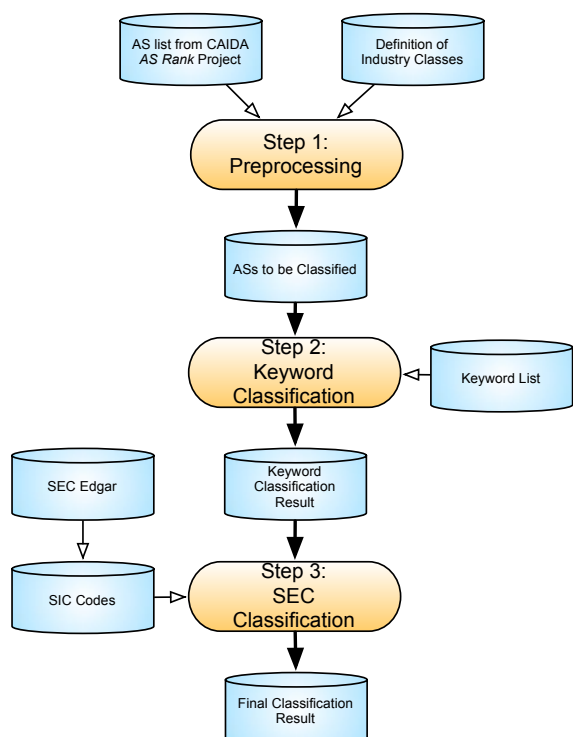 AS list from CAIDA
AS Rank Project
Definition of
Industry Classes
Step 1:
Preprocessing
ASs to be Classified
Step 2:
Keyword
Classification
Keyword List
Keyword
Classification
Result
SEC Edgar
Step 3:
SEC
Classification
SIC Codes
Final Classification
Result